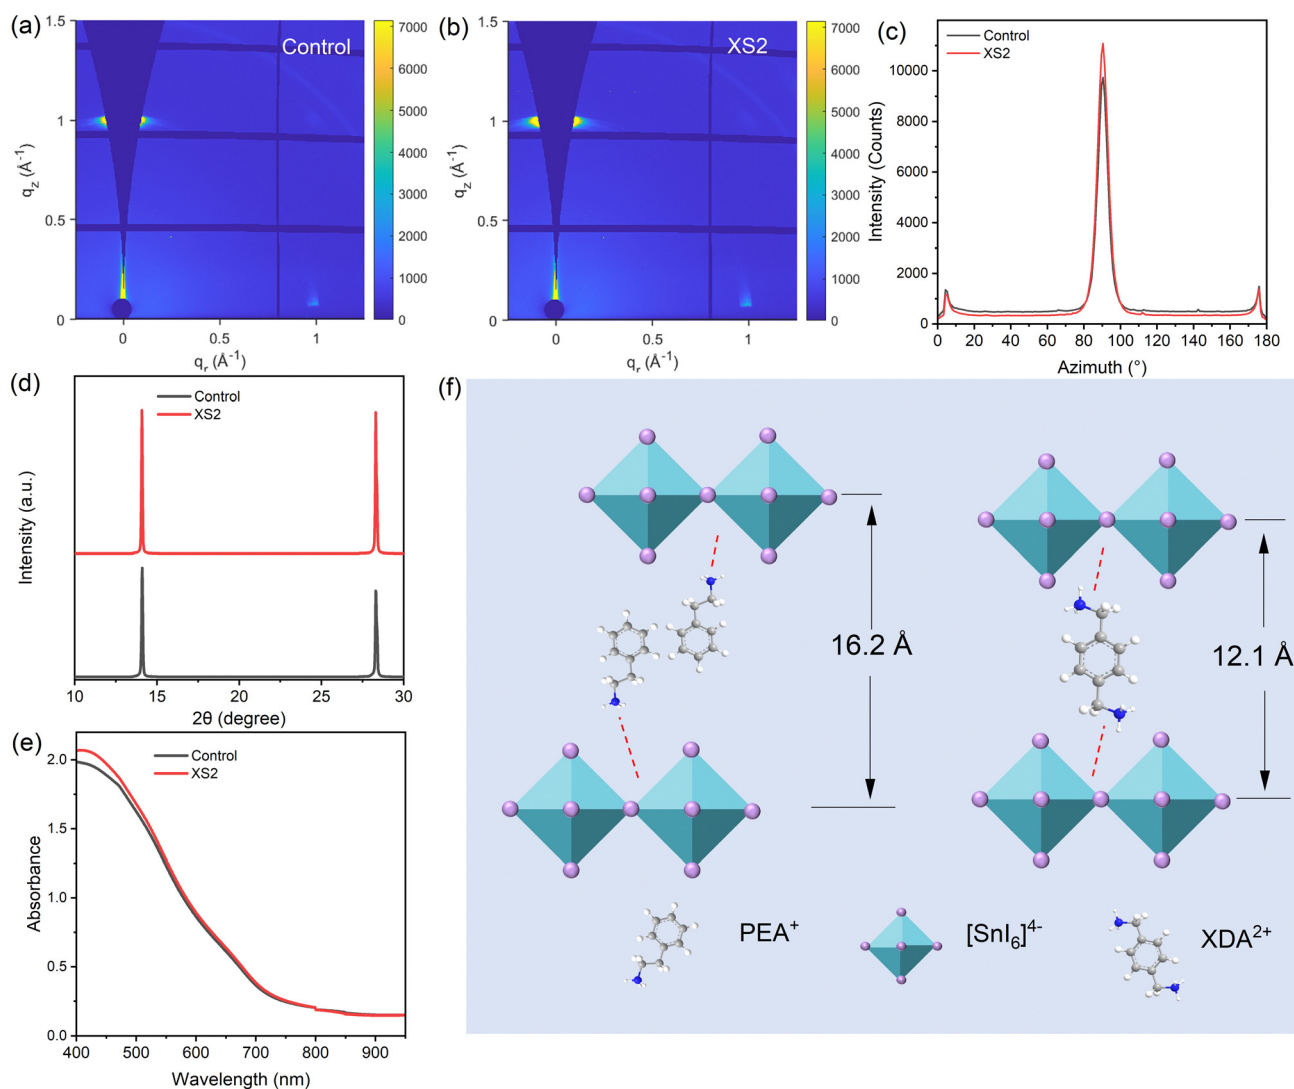 (a)
1.5
1
0.5
0
q_z (Å⁻¹)
Control
0
0.5
1
q_r (Å⁻¹)
7000
6000
5000
4000
3000
2000
1000
0
(b)
1.5
1
0.5
0
q_z (Å⁻¹)
XS2
0
0.5
1
q_r (Å⁻¹)
7000
6000
5000
4000
3000
2000
1000
0
(c)
Control
XS2
Intensity (Counts)
10000
8000
6000
4000
2000
0
0 20 40 60 80 100 120 140 160 180
Azimuth (°)
(d)
Control
XS2
Intensity (a.u.)
10 15 20 25 30
2θ (degree)
(e)
Control
XS2
Absorbance
2.0
1.5
1.0
0.5
0.0
400 500 600 700 800 900
Wavelength (nm)
(f)
16.2 Å
12.1 Å
PEA⁺
[SnI₆]⁴⁻
XDA²⁺